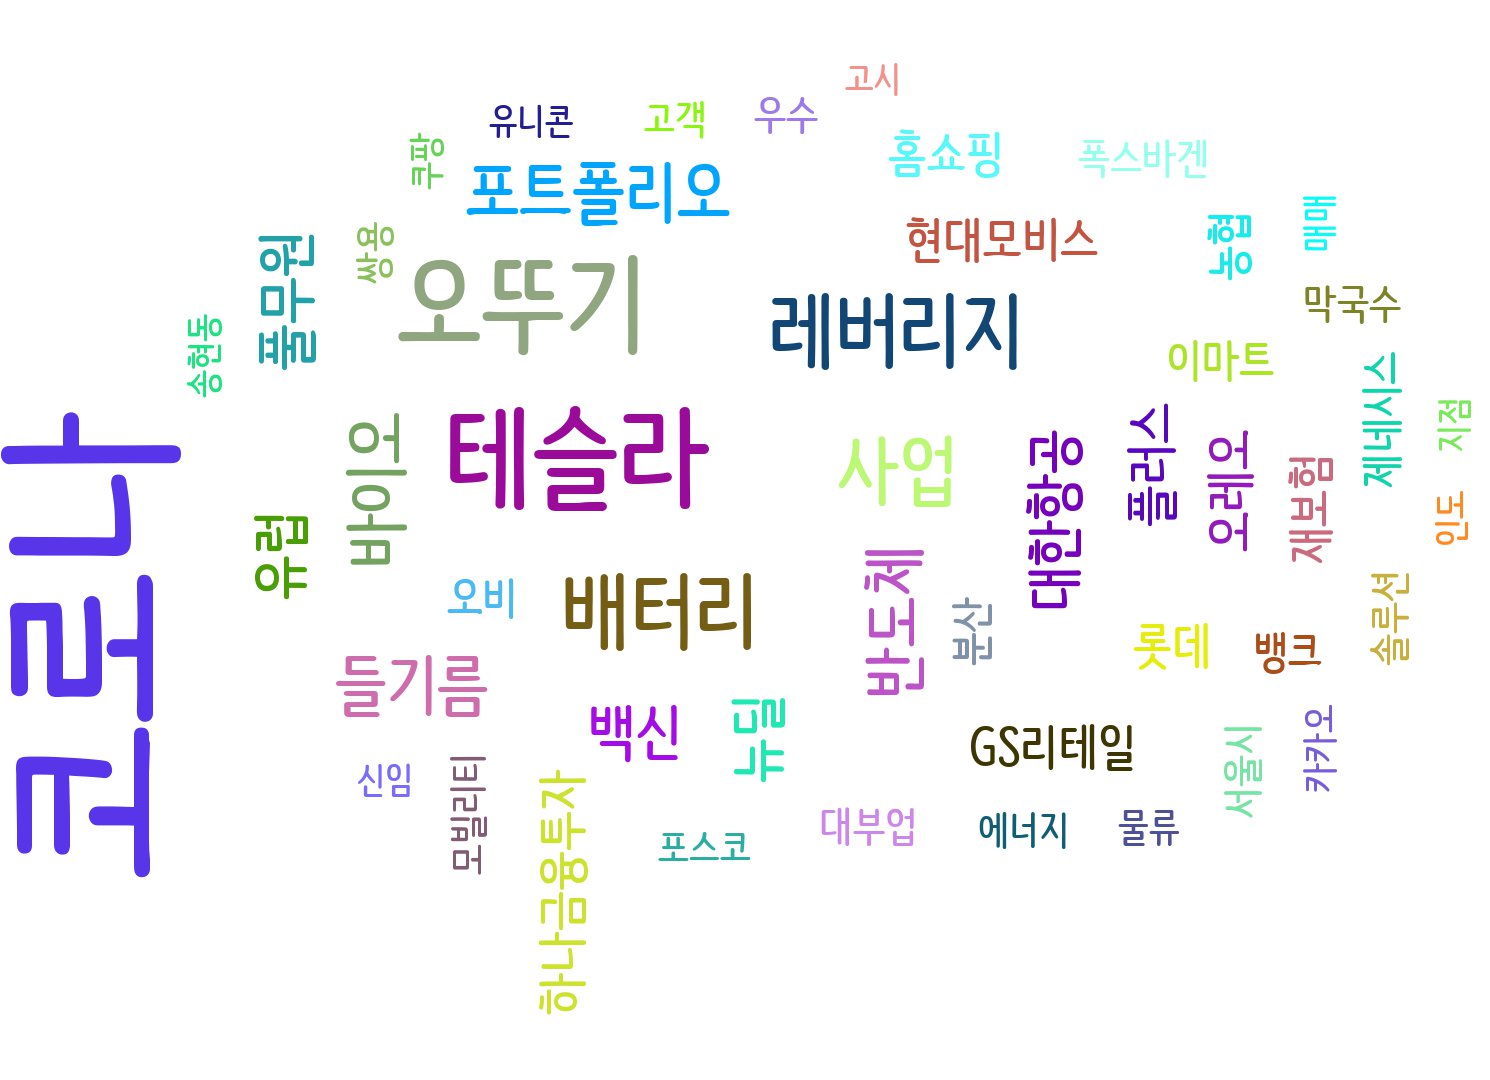 고시
유니콘
고객
우수
쿠팡
포트폴리오
홈쇼핑
폭스바겐
현대모비스
농협
매매
쌍용
풀무원
오뚜기
레버리지
막국수
송현동
이마트
제네시스
지점
코로나
테슬라
바이오
사업
대한항공
플러스
오레오
재보험
인도
유럽
오비
배터리
반도체
분산
롯데
뱅크
솔루션
들기름
백신
뉴딜
GS리테일
서울시
카카오
신임
모빌리티
하나금융투자
포스코
대부업
에너지
물류